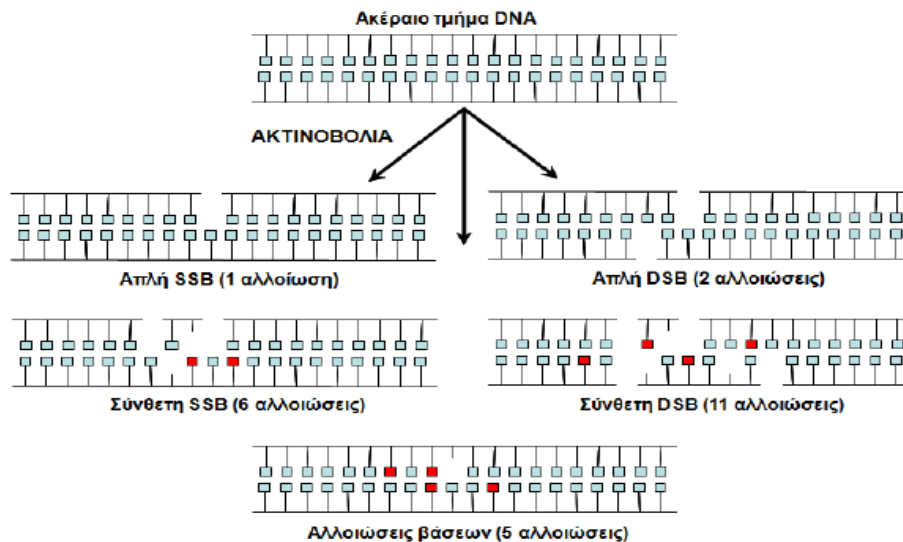 Ακέραιο τμήμα DNA
ΑΚΤΙΝΟΒΟΛΙΑ
Απλή SSB (1 αλλοίωση)
Απλή DSB (2 αλλοιώσεις)
Σύνθετη SSB (6 αλλοιώσεις)
Σύνθετη DSB (11 αλλοιώσεις)
Αλλοιώσεις βάσεων (5 αλλοιώσεις)